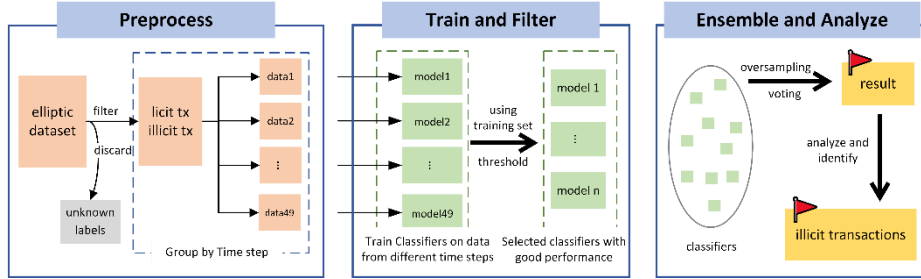 Preprocess
elliptic
dataset
filter
discard
unknown
labels
licit tx
illicit tx
data1
data2
⋮
data49
Group by Time step
Train and Filter
model1
model2
⋮
model49
Train Classifiers on data
from different time steps
using
training set
threshold
model 1
⋮
model n
Selected classifiers with
good performance
Ensemble and Analyze
classifiers
oversampling
voting
result
analyze and
identify
illicit transactions